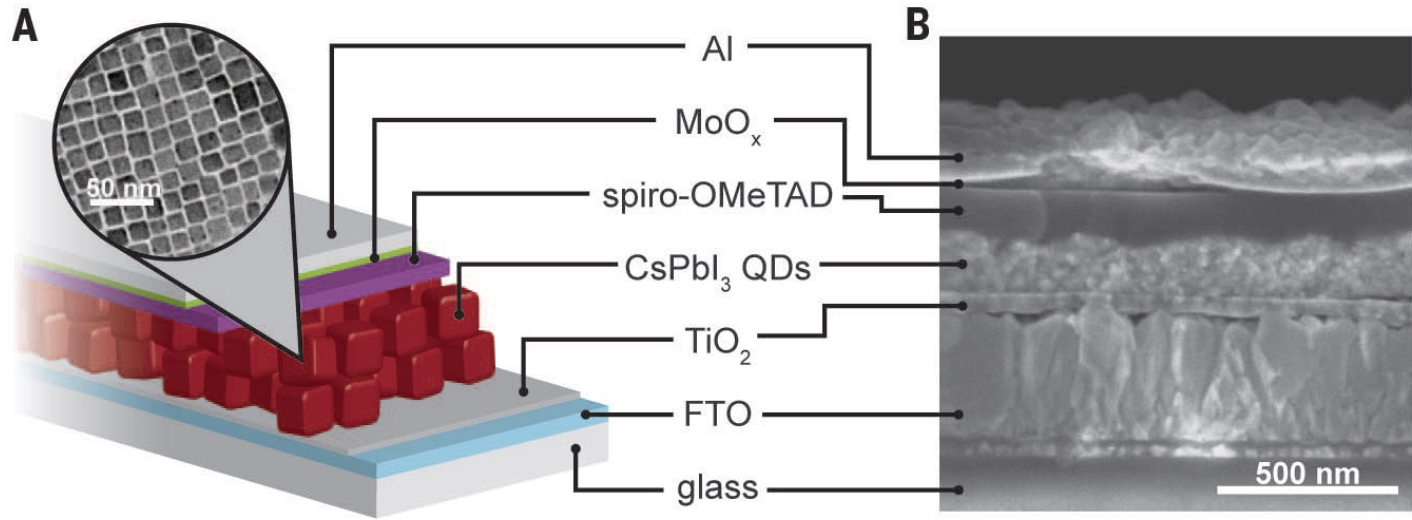 A
B
Al
MoOₓ
50 nm
spiro-OMeTAD
CsPbI₃ QDs
TiO₂
FTO
500 nm
glass